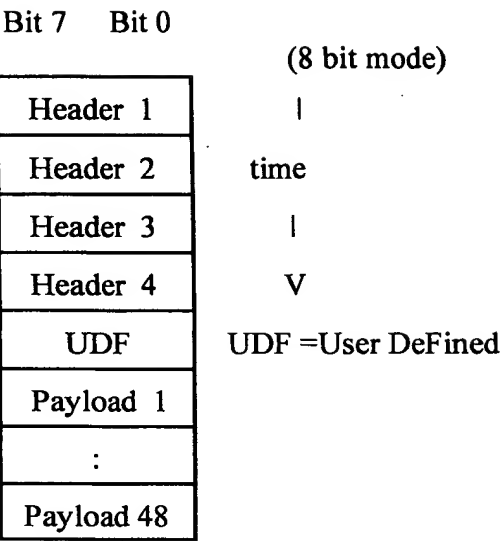 Bit 7 Bit 0
(8 bit mode)
Header 1 |
Header 2 time
Header 3 |
Header 4 V
UDF UDF =User DeFined
Payload 1
:
Payload 48